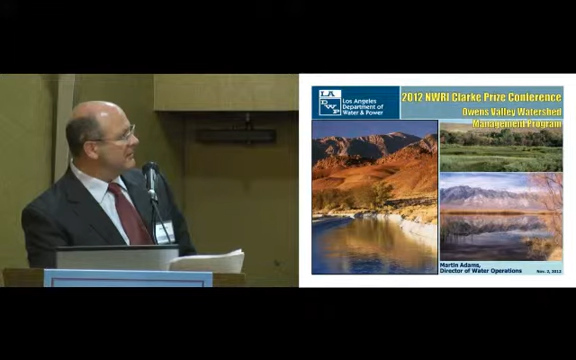 LA
DWP
Los Angeles
Department of
Water & Power
2012 NWRI Clarke Prize Conference
Owens Valley Watershed
Management Program
Martin Adams,
Director of Water Operations
Nov. 2, 2012